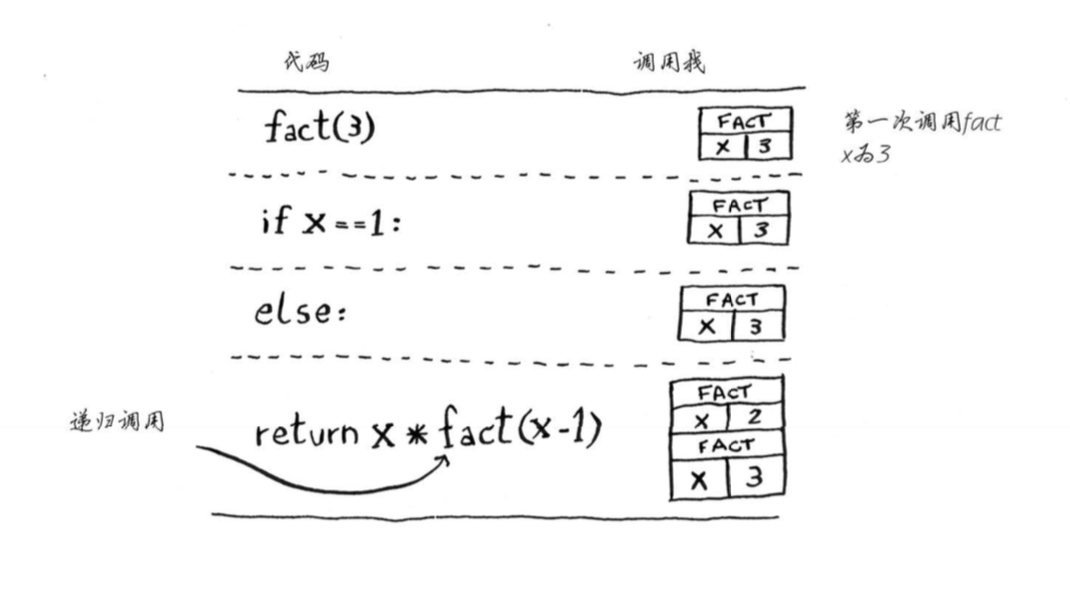 代码 调用栈
fact(3)
FACT
X 3
第一次调用fact
x为3
if x==1:
FACT
X 3
else:
FACT
X 3
递归调用
return x * fact(x-1)
FACT
X 2
FACT
X 3